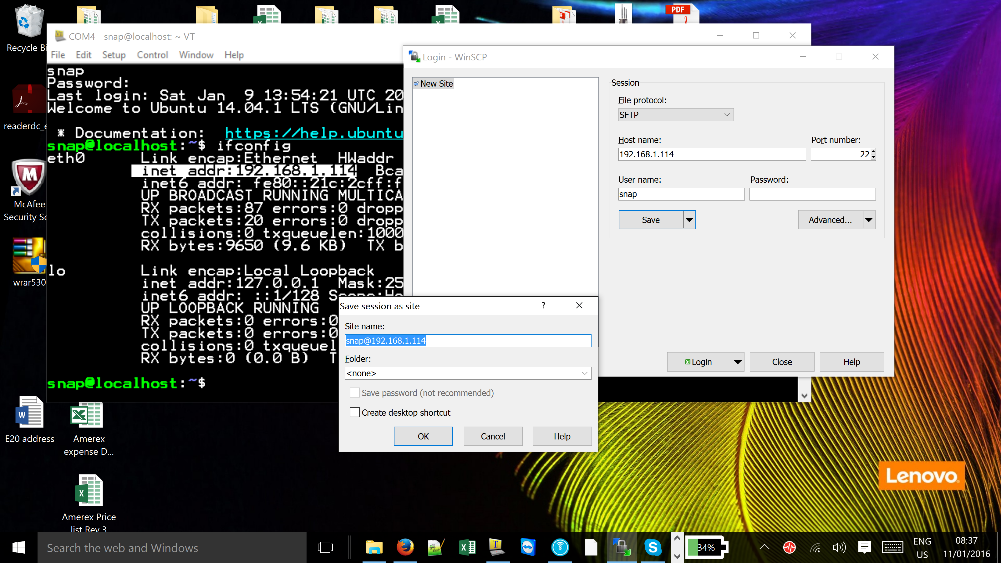 Recycle Bi
readerdc_e
McAfee
Security Sc
wrar530
E20 address
Amerex
expense D...
Amerex Price
list Rev 3
PDF
COM4 snap@localhost: ~ VT
File Edit Setup Control Window Help
snap
Password:
Last login: Sat Jan 9 13:54:21 UTC 20
Welcome to Ubuntu 14.04.1 LTS (GNU/Lin
* Documentation: https://help.ubuntu
snap@localhost:~$ ifconfig
eth0 Link encap:Ethernet HWaddr
inet addr:192.168.1.114 Bca
inet6 addr: fe80::21c:2cff:f
UP BROADCAST RUNNING MULTICA
RX packets:87 errors:0 dropp
TX packets:20 errors:0 dropp
collisions:0 txqueuelen:1000
RX bytes:9650 (9.6 KB) TX b
lo Link encap:Local Loopback
inet addr:127.0.0.1 Mask:25
inet6 addr: ::1/128 Scope:Ho
UP LOOPBACK RUNNING
RX packets:0 errors:0
TX packets:0 errors:0
collisions:0
RX bytes:0 (0.0 B) T
snap@localhost:~$
Login - WinSCP
New Site
Session
File protocol:
SFTP
Host name:
Port number:
192.168.1.114
22
User name:
Password:
snap
Save
Advanced...
Login
Close
Help
Save session as site
?
Site name:
snap@192.168.1.114
Folder:
<none>
Save password (not recommended)
Create desktop shortcut
OK
Cancel
Help
Lenovo
Search the web and Windows
84%
ENG
US
08:37
11/01/2016